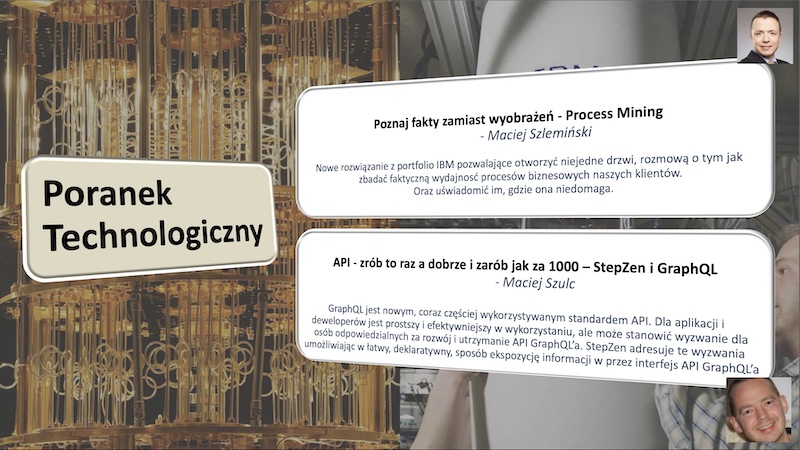 Poranek
Technologiczny
IBM
Poznaj fakty zamiast wyobrażeń - Process Mining
- Maciej Szlemiński
Nowe rozwiązanie z portfolio IBM pozwalające otworzyć niejedne drzwi, rozmową o tym jak
zbadać faktyczną wydajność procesów biznesowych naszych klientów.
Oraz uświadomić im, gdzie ona niedomaga.
API - zrób to raz a dobrze i zarób jak za 1000 – StepZen i GraphQL
- Maciej Szulc
GraphQL jest nowym, coraz częściej wykorzystywanym standardem API. Dla aplikacji i
deweloperów jest prostszy i efektywniejszy w wykorzystaniu, ale może stanowić wyzwanie dla
osób odpowiedzialnych za rozwój i utrzymanie API GraphQL'a. StepZen adresuje te wyzwania
umożliwiając w łatwy, deklaratywny, sposób ekspozycję informacji w przez interfejs API GraphQL'a